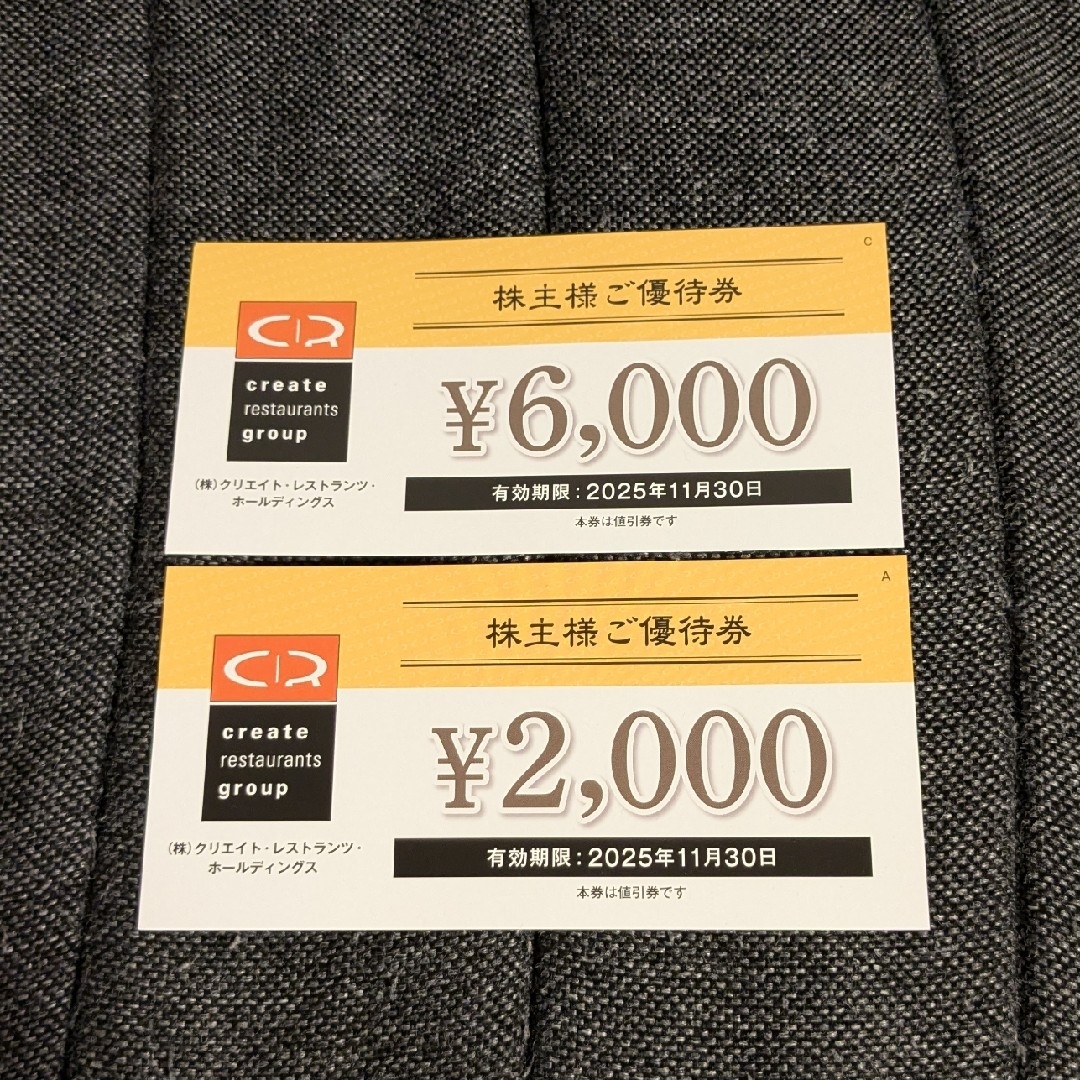 C
株主様ご優待券
CR
create
restaurants
group
(株)クリエイト・レストランツ・
ホールディングス
¥6,000
有効期限:2025年11月30日
本券は値引券です
A
株主様ご優待券
CR
create
restaurants
group
(株)クリエイト・レストランツ・
ホールディングス
¥2,000
有効期限:2025年11月30日
本券は値引券です